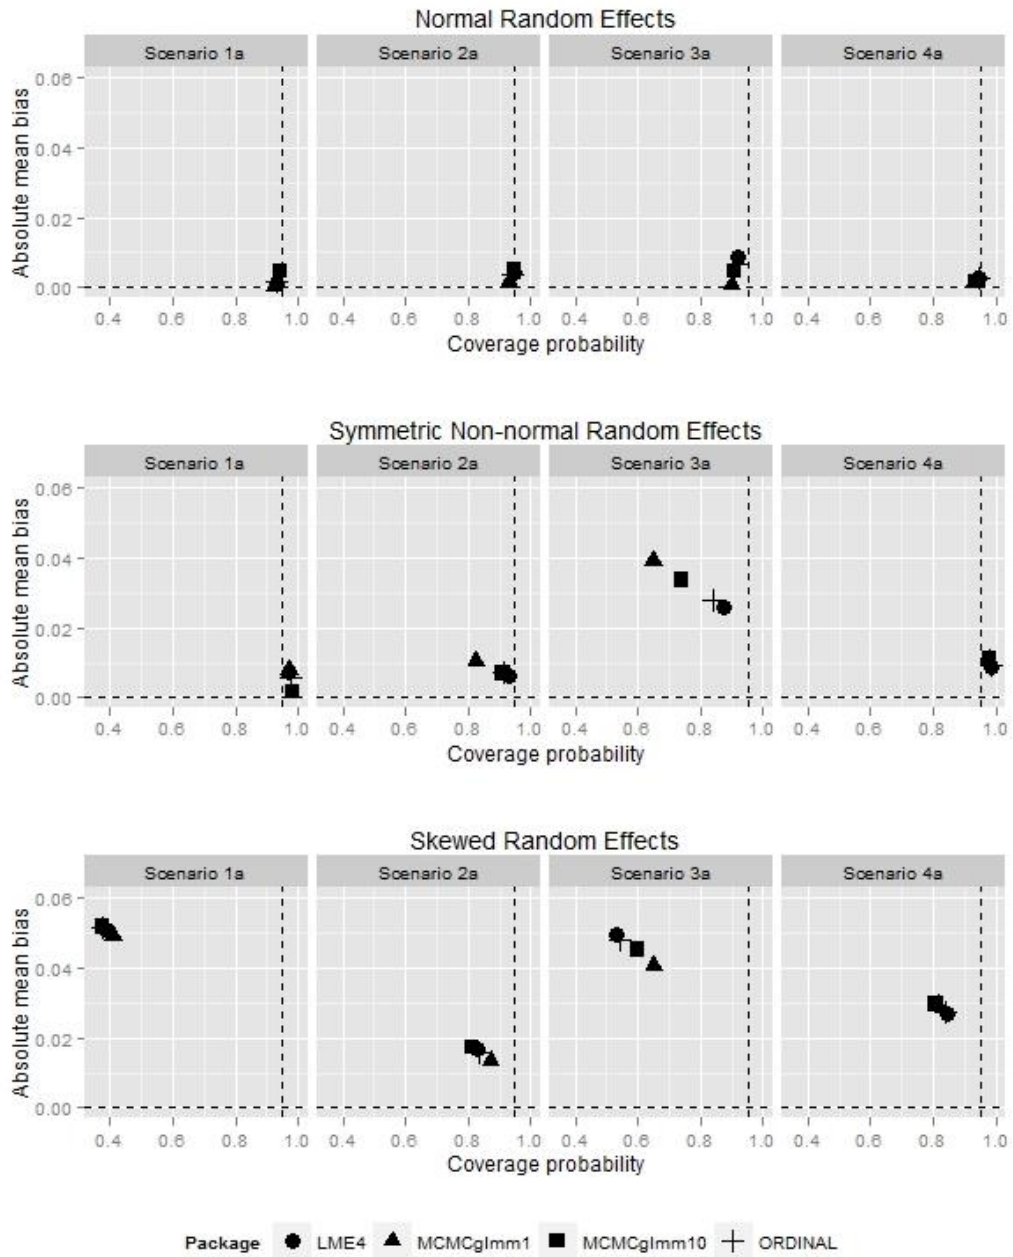 Normal Random Effects
Scenario 1a Scenario 2a Scenario 3a Scenario 4a
Absolute mean bias
0.06
0.04
0.02
0.00
0.4 0.6 0.8 1.0 0.4 0.6 0.8 1.0 0.4 0.6 0.8 1.0 0.4 0.6 0.8 1.0
Coverage probability
Symmetric Non-normal Random Effects
Scenario 1a Scenario 2a Scenario 3a Scenario 4a
Absolute mean bias
0.06
0.04
0.02
0.00
0.4 0.6 0.8 1.0 0.4 0.6 0.8 1.0 0.4 0.6 0.8 1.0 0.4 0.6 0.8 1.0
Coverage probability
Skewed Random Effects
Scenario 1a Scenario 2a Scenario 3a Scenario 4a
Absolute mean bias
0.06
0.04
0.02
0.00
0.4 0.6 0.8 1.0 0.4 0.6 0.8 1.0 0.4 0.6 0.8 1.0 0.4 0.6 0.8 1.0
Coverage probability
Package LME4 MCMCglmm1 MCMCglmm10 ORDINAL